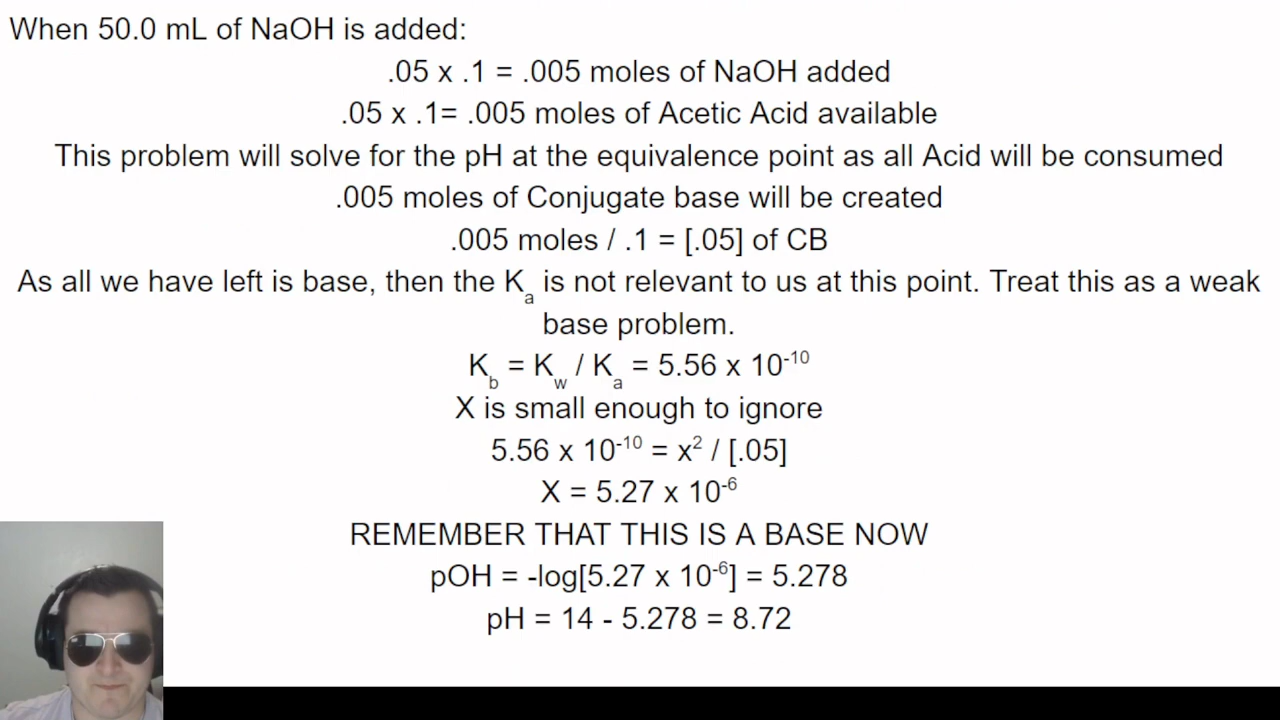 When 50.0 mL of NaOH is added:
.05 x .1 = .005 moles of NaOH added
.05 x .1= .005 moles of Acetic Acid available
This problem will solve for the pH at the equivalence point as all Acid will be consumed
.005 moles of Conjugate base will be created
.005 moles / .1 = [.05] of CB
As all we have left is base, then the Kₐ is not relevant to us at this point. Treat this as a weak
base problem.
K_b = K_w / Kₐ = 5.56 x 10⁻¹⁰
X is small enough to ignore
5.56 x 10⁻¹⁰ = x² / [.05]
X = 5.27 x 10⁻⁶
REMEMBER THAT THIS IS A BASE NOW
pOH = -log[5.27 x 10⁻⁶] = 5.278
pH = 14 - 5.278 = 8.72